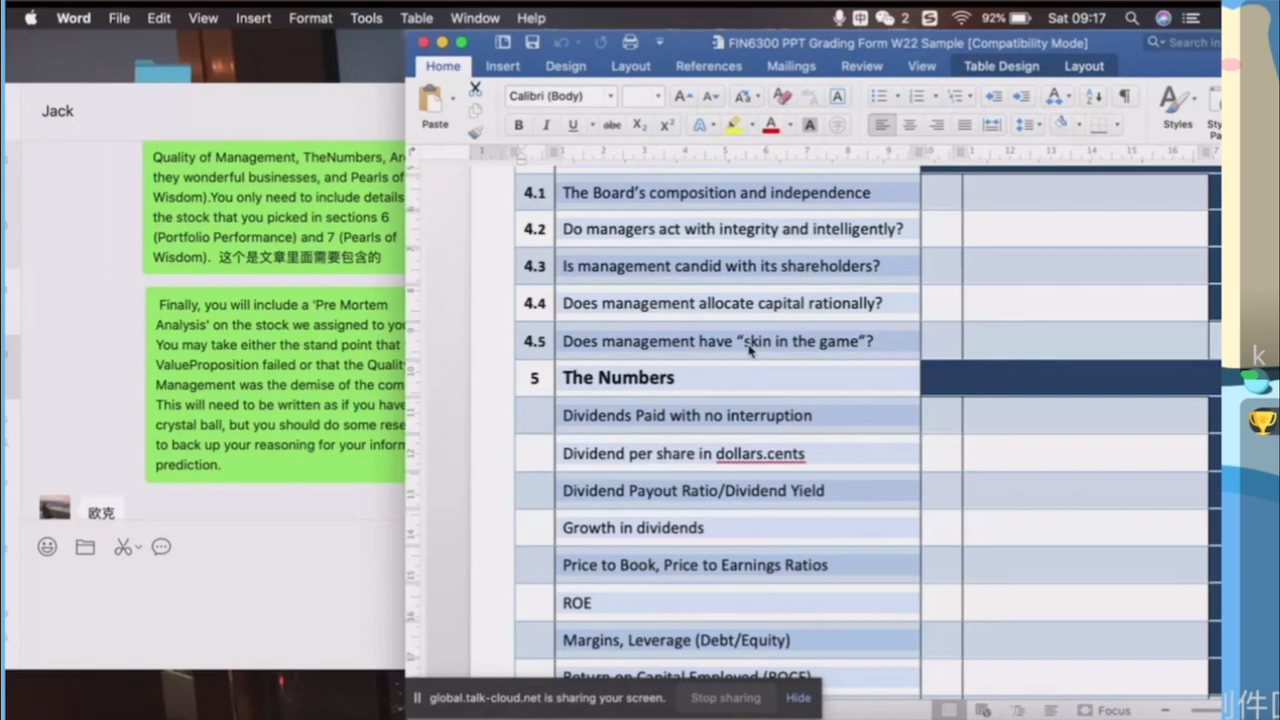 Word File Edit View Insert Format Tools Table Window Help
中 2 S 92% Sat 09:17
FIN6300 PPT Grading Form W22 Sample [Compatibility Mode]
Search in
Home Insert Design Layout References Mailings Review View Table Design Layout
Paste
Calibri (Body)
Styles
Jack
Quality of Management, TheNumbers, Are
they wonderful businesses, and Pearls of
Wisdom).You only need to include details
the stock that you picked in sections 6
(Portfolio Performance) and 7 (Pearls of
Wisdom). 这个是文章里面需要包含的
Finally, you will include a 'Pre Mortem
Analysis' on the stock we assigned to you
You may take either the stand point that
ValueProposition failed or that the Quality
Management was the demise of the com
This will need to be written as if you have
crystal ball, but you should do some rese
to back up your reasoning for your inform
prediction.
欧克
4.1 The Board's composition and independence
4.2 Do managers act with integrity and intelligently?
4.3 Is management candid with its shareholders?
4.4 Does management allocate capital rationally?
4.5 Does management have “skin in the game”?
5 The Numbers
Dividends Paid with no interruption
Dividend per share in dollars.cents
Dividend Payout Ratio/Dividend Yield
Growth in dividends
Price to Book, Price to Earnings Ratios
ROE
Margins, Leverage (Debt/Equity)
Return on Capital Employed (ROCE)
global.talk-cloud.net is sharing your screen. Stop sharing Hide
Focus
k